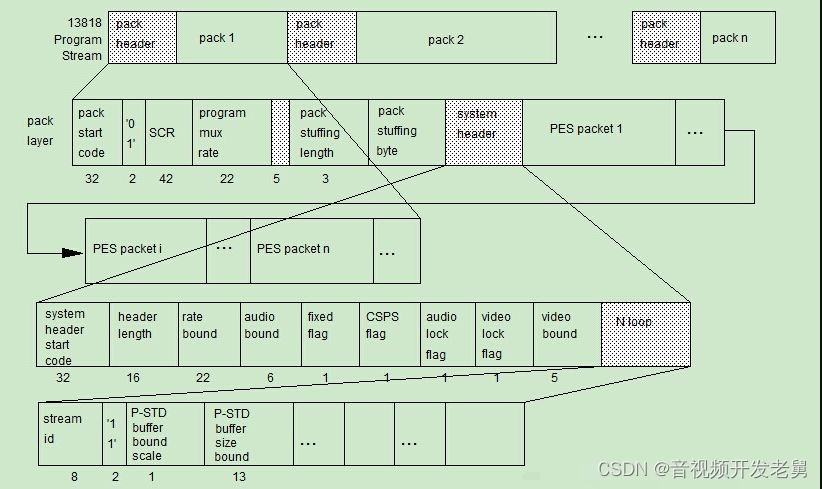 13818
Program
Stream
pack
header
pack 1
pack
header
pack 2
...
pack
header
pack n
pack
layer
pack
start
code
'0
1'
SCR
program
mux
rate
pack
stuffing
length
pack
stuffing
byte
system
header
PES packet 1
...
32
2
42
22
5
3
PES packet i
...
PES packet n
...
system
header
start
code
header
length
rate
bound
audio
bound
fixed
flag
CSPS
flag
audio
lock
flag
video
lock
flag
video
bound
N loop
32
16
22
6
1
1
1
1
5
stream
id
'1
1'
P-STD
buffer
bound
scale
P-STD
buffer
size
bound
...
...
8
2
1
13
CSDN @音视频开发老舅